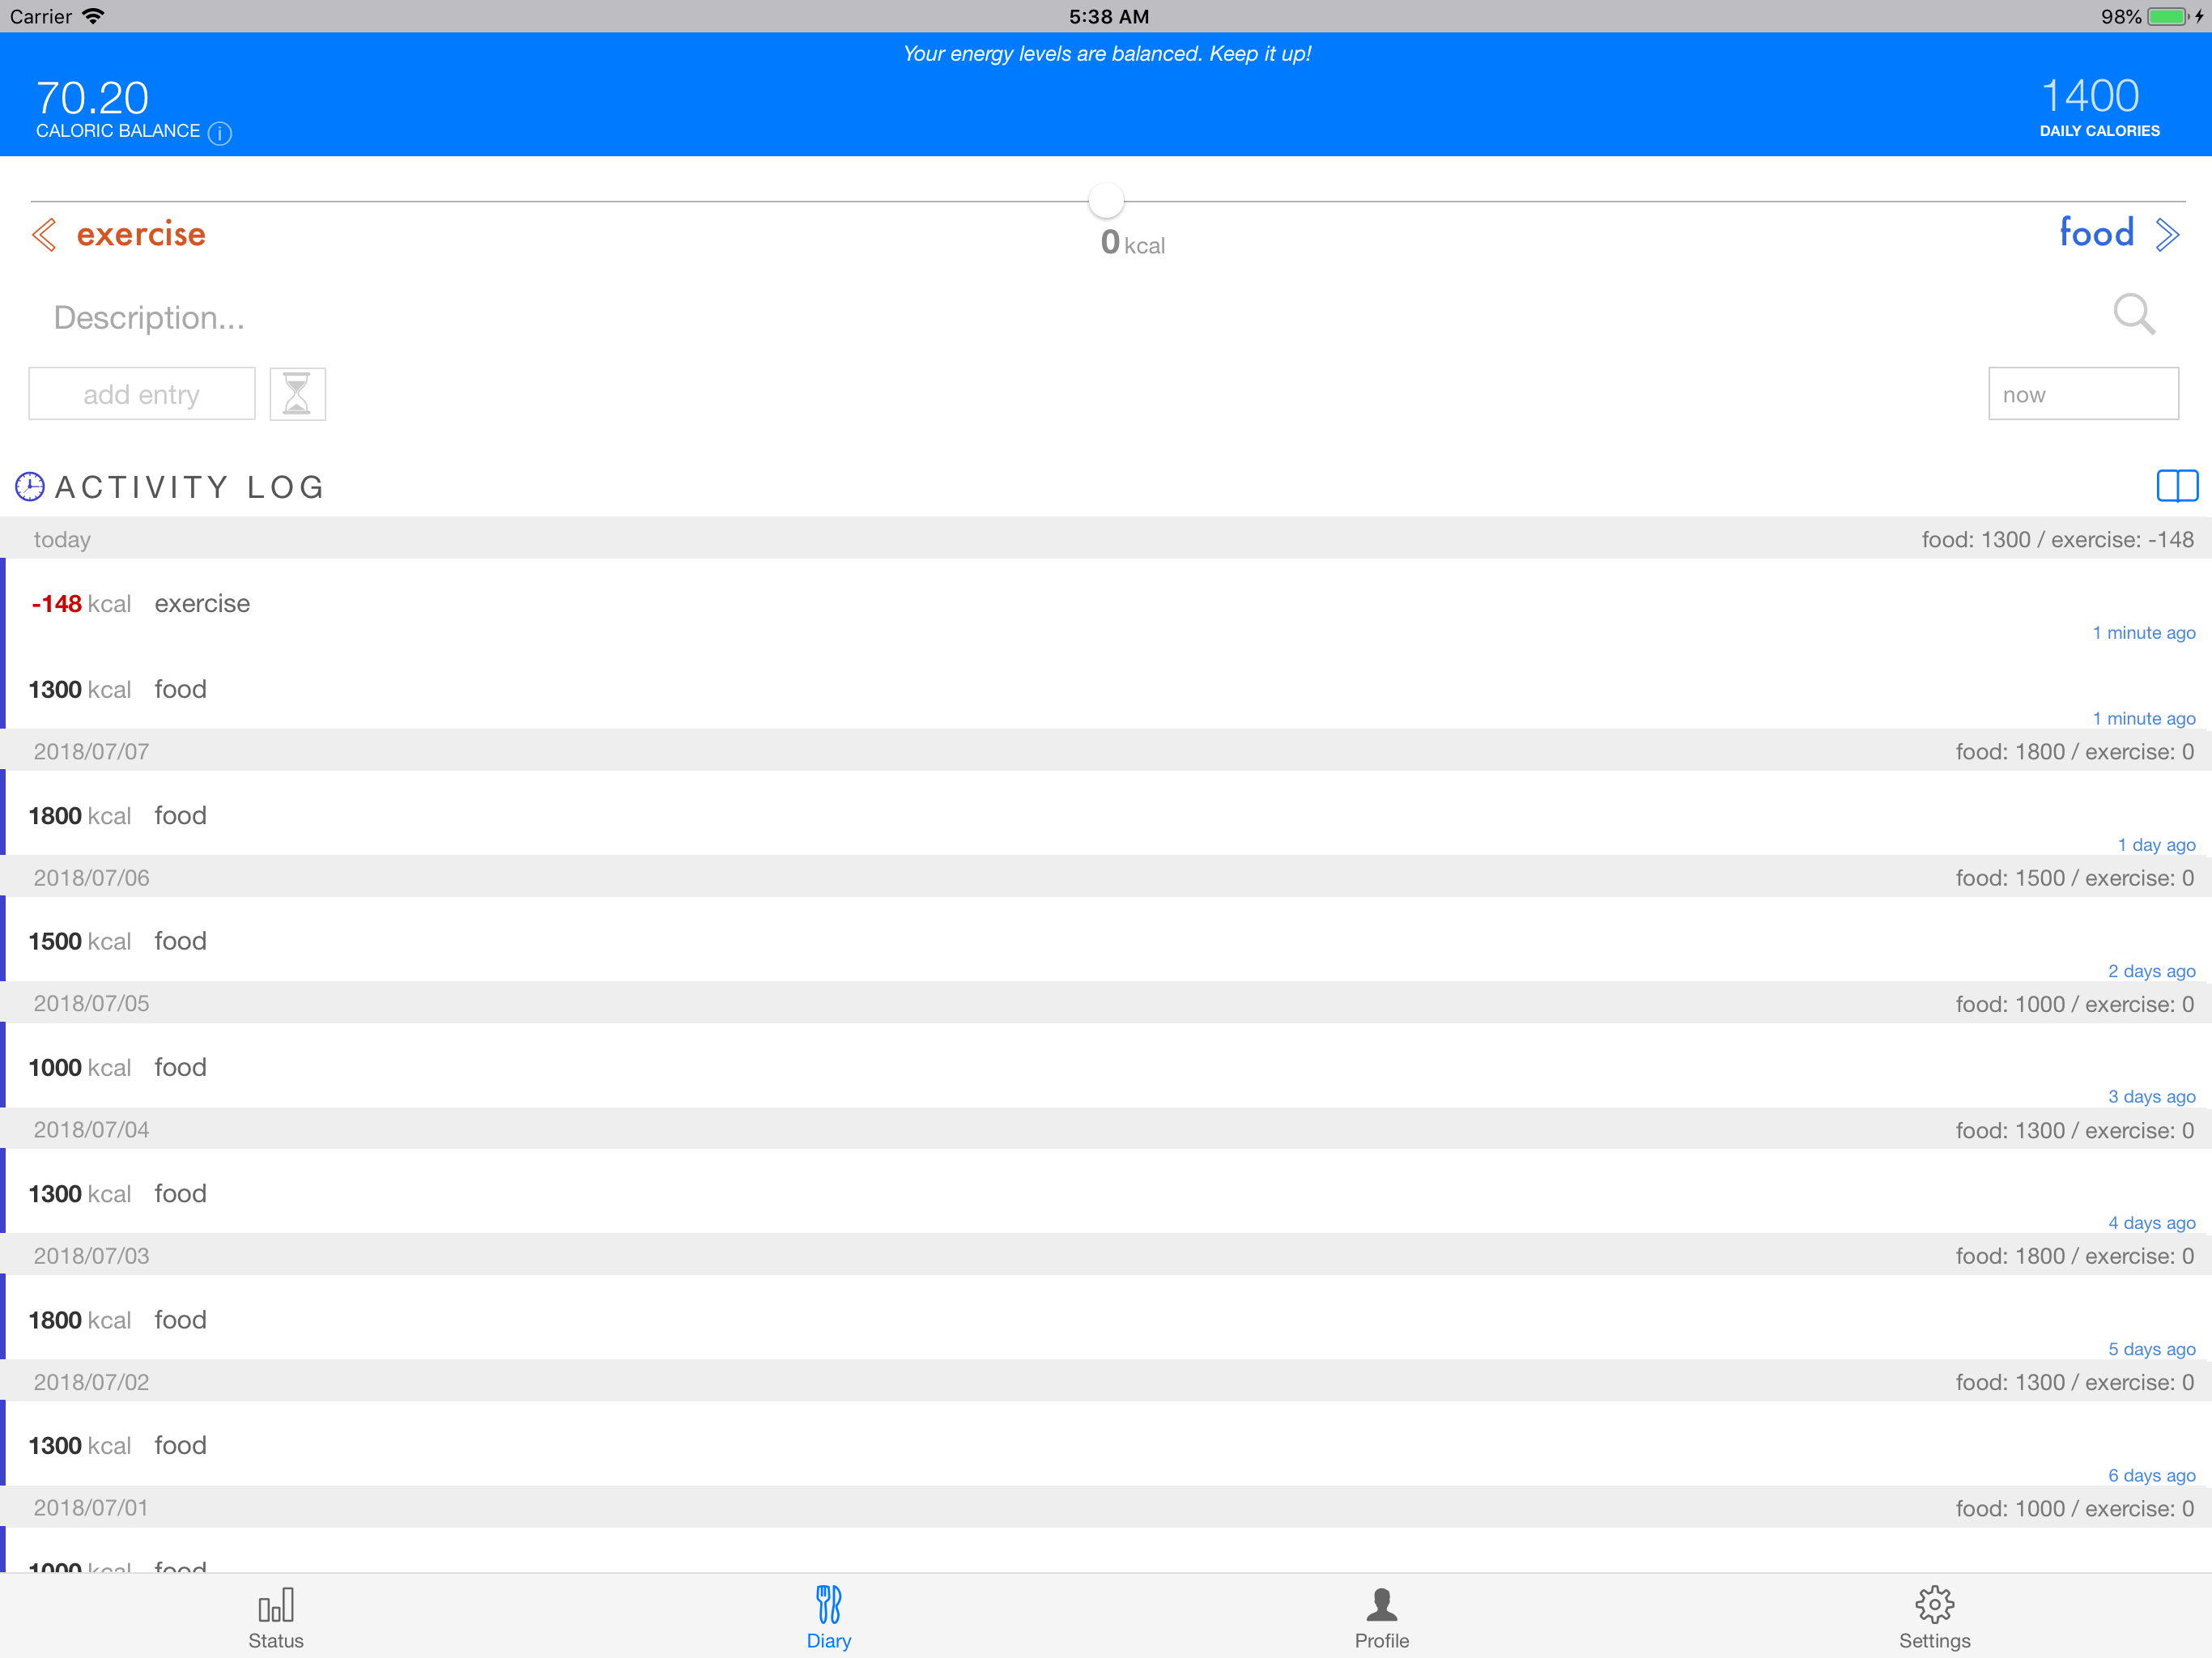 Carrier 5:38 AM 98%
Your energy levels are balanced. Keep it up!
70.20 1400
CALORIC BALANCE i DAILY CALORIES
exercise food
0 kcal
Description...
add entry now
ACTIVITY LOG
today food: 1300 / exercise: -148
-148 kcal exercise
1 minute ago
1300 kcal food
1 minute ago
2018/07/07 food: 1800 / exercise: 0
1800 kcal food
1 day ago
2018/07/06 food: 1500 / exercise: 0
1500 kcal food
2 days ago
2018/07/05 food: 1000 / exercise: 0
1000 kcal food
3 days ago
2018/07/04 food: 1300 / exercise: 0
1300 kcal food
4 days ago
2018/07/03 food: 1800 / exercise: 0
1800 kcal food
5 days ago
2018/07/02 food: 1300 / exercise: 0
1300 kcal food
6 days ago
2018/07/01 food: 1000 / exercise: 0
1000 kcal food
Status Diary Profile Settings